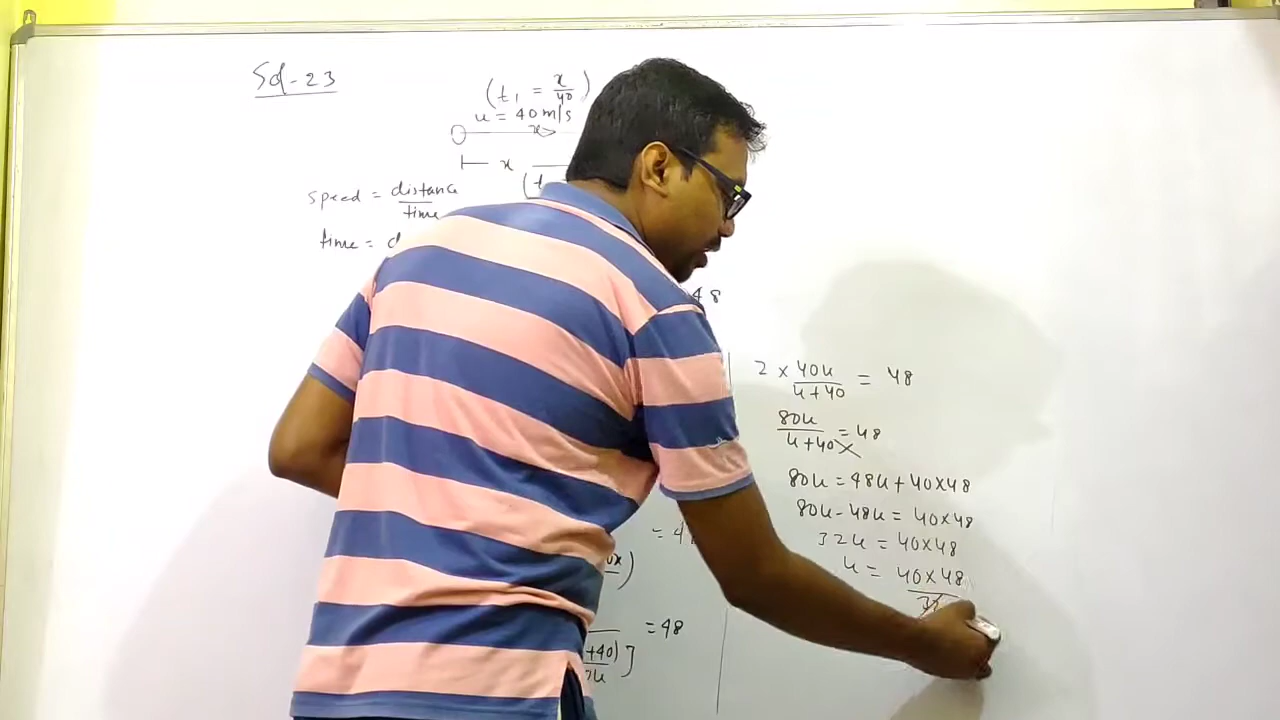 Sol-23
(t₁ = x/40)
u = 40 m/s
x
x
(t
speed = distance/time
time = d
48
2 × 40u/u+40 = 48
80u/u+40 = 48
80u = 48u + 40×48
80u - 48u = 40×48
32u = 40×48
u = 40×48/32
= 4
)
= 48
+40)
]